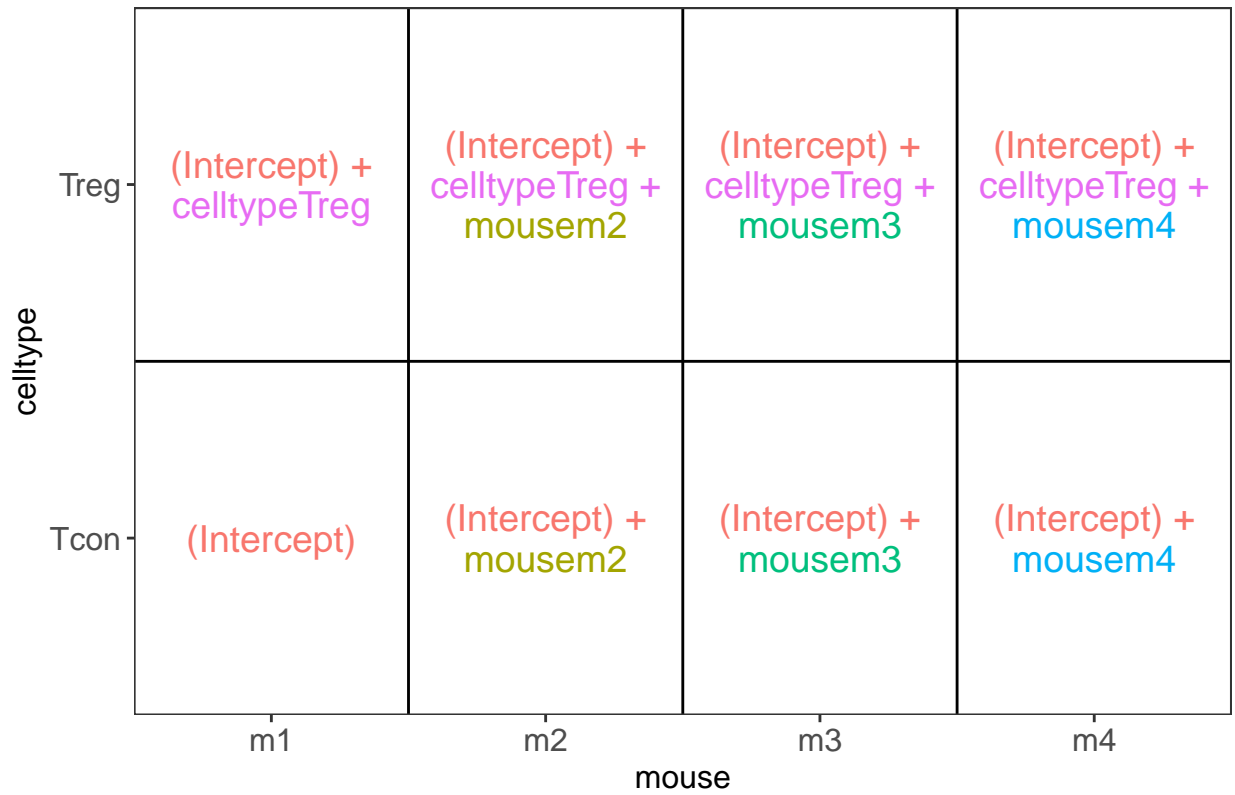 (Intercept) +
celltypeTreg
(Intercept) +
celltypeTreg +
mousem2
(Intercept) +
celltypeTreg +
mousem3
(Intercept) +
celltypeTreg +
mousem4
Treg
celltype
Tcon
(Intercept)
(Intercept) +
mousem2
(Intercept) +
mousem3
(Intercept) +
mousem4
m1
m2
m3
m4
mouse